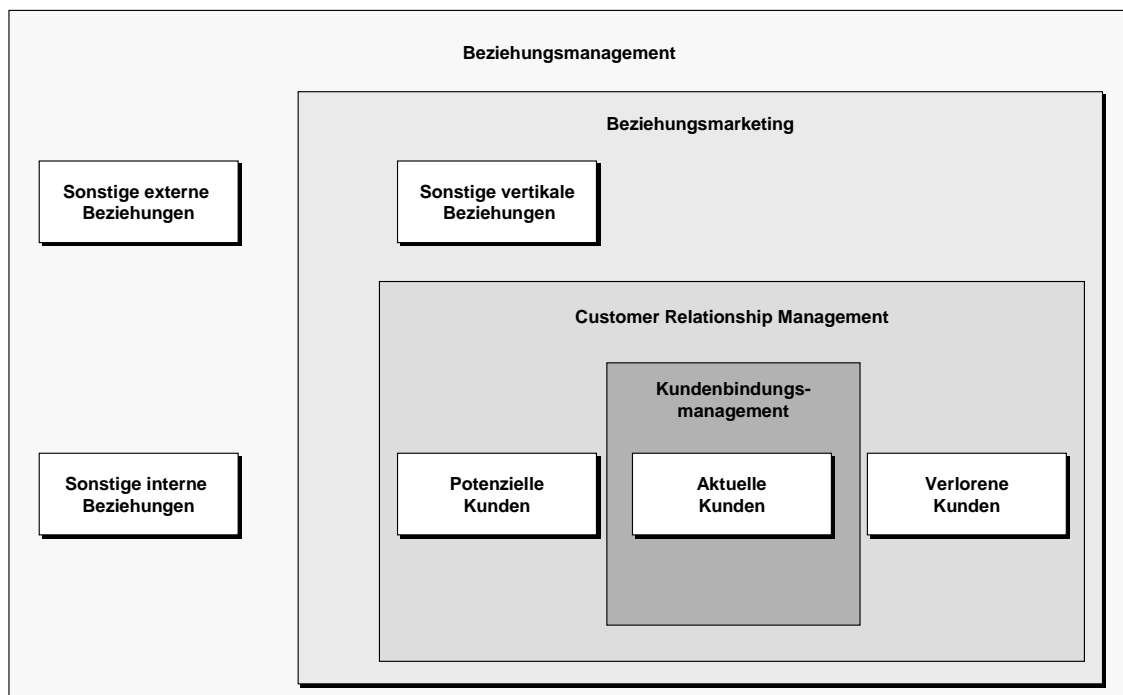 Beziehungsmanagement
Beziehungsmarketing
Sonstige externe
Beziehungen
Sonstige vertikale
Beziehungen
Customer Relationship Management
Kundenbindungs-
management
Sonstige interne
Beziehungen
Potenzielle
Kunden
Aktuelle
Kunden
Verlorene
Kunden